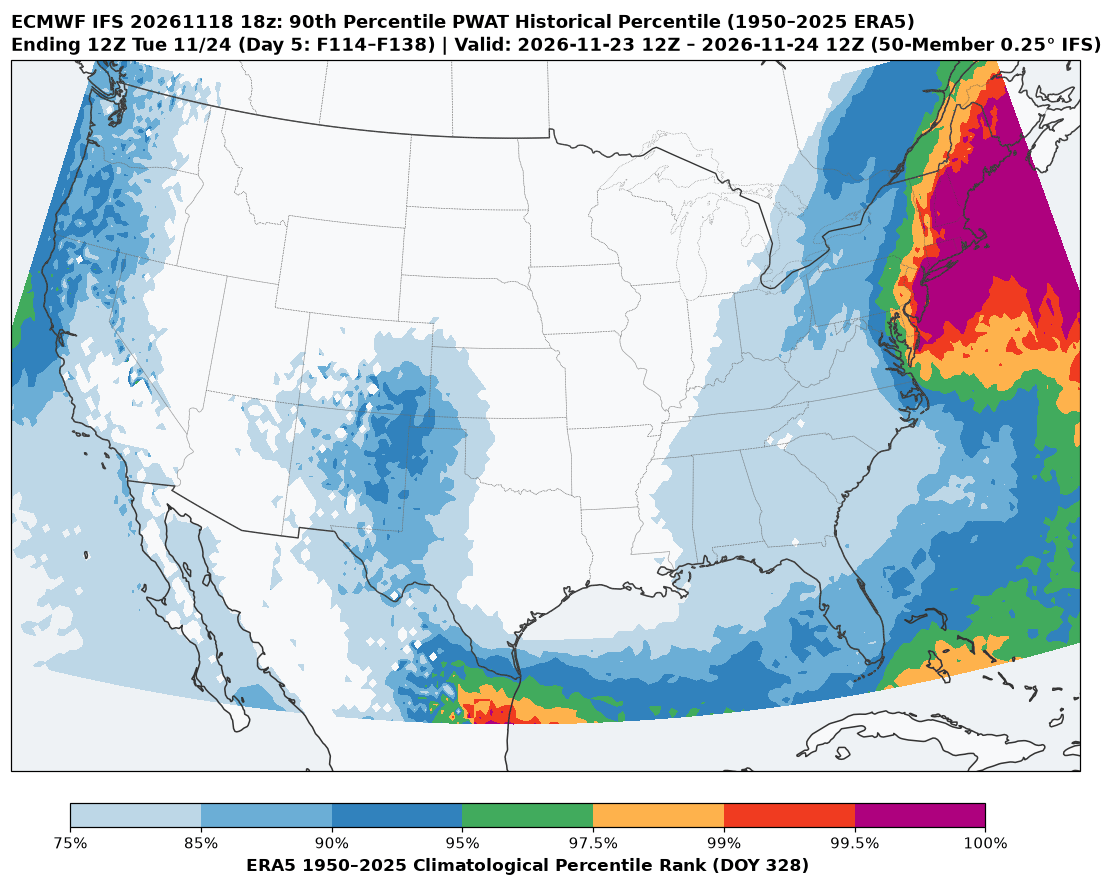 ECMWF IFS 20261118 18z: 90th Percentile PWAT Historical Percentile (1950–2025 ERA5)
Ending 12Z Tue 11/24 (Day 5: F114–F138) | Valid: 2026-11-23 12Z – 2026-11-24 12Z (50-Member 0.25° IFS)
75% 85% 90% 95% 97.5% 99% 99.5% 100%
ERA5 1950–2025 Climatological Percentile Rank (DOY 328)